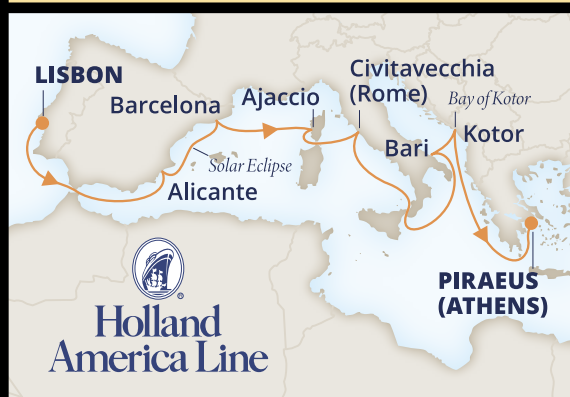 LISBON
Barcelona
Ajaccio
Civitavecchia
(Rome)
Bay of Kotor
Kotor
Bari
Solar Eclipse
Alicante
PIRAEUS
(ATHENS)
Holland
America Line
®